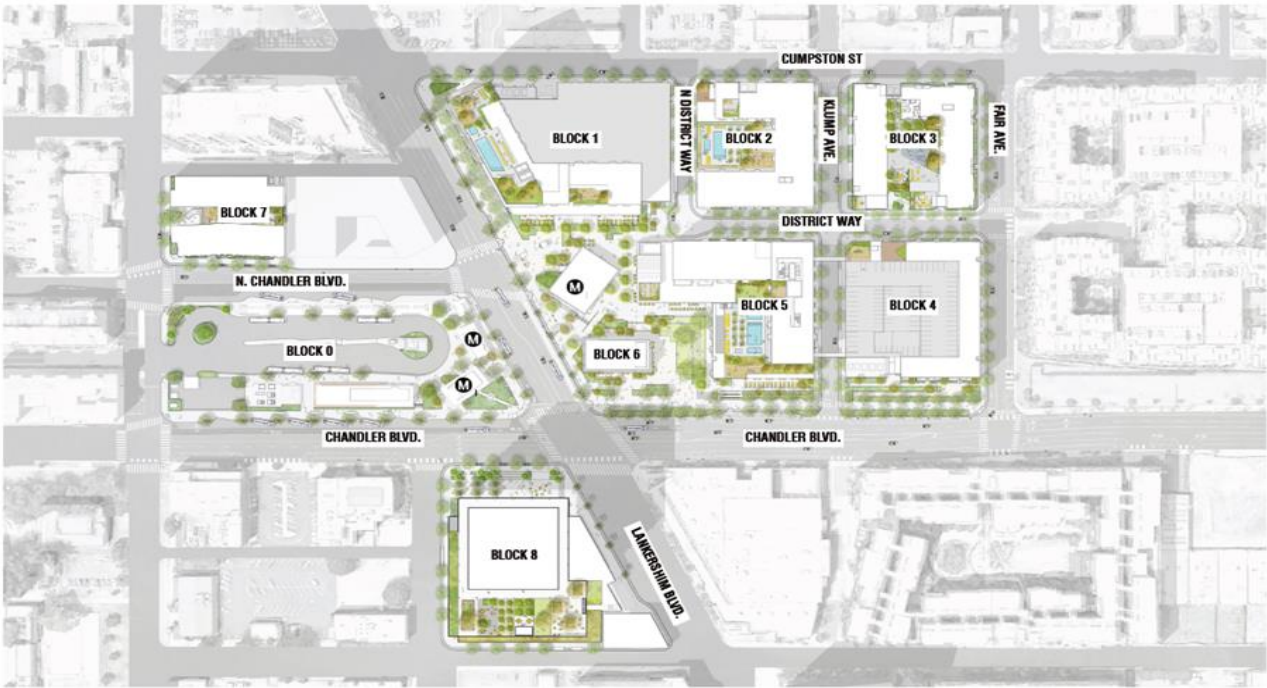 CUMPSTON ST
N DISTRICT WAY
KLUMP AVE.
FAIR AVE.
BLOCK 1
BLOCK 2
BLOCK 3
BLOCK 7
DISTRICT WAY
N. CHANDLER BLVD.
M
BLOCK 5
BLOCK 4
BLOCK 0
M
BLOCK 6
M
CHANDLER BLVD.
CHANDLER BLVD.
BLOCK 8
LANKERSHIM BLVD.